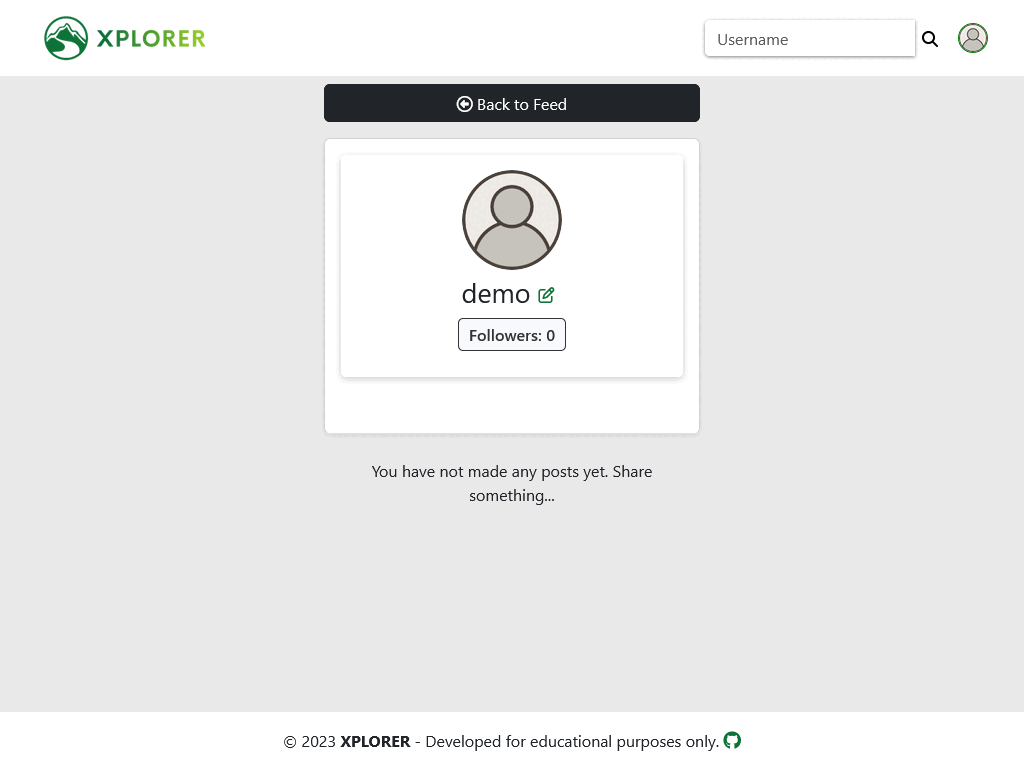 XPLORER
Username
Back to Feed
demo
Followers: 0
You have not made any posts yet. Share
something...
© 2023 XPLORER - Developed for educational purposes only.